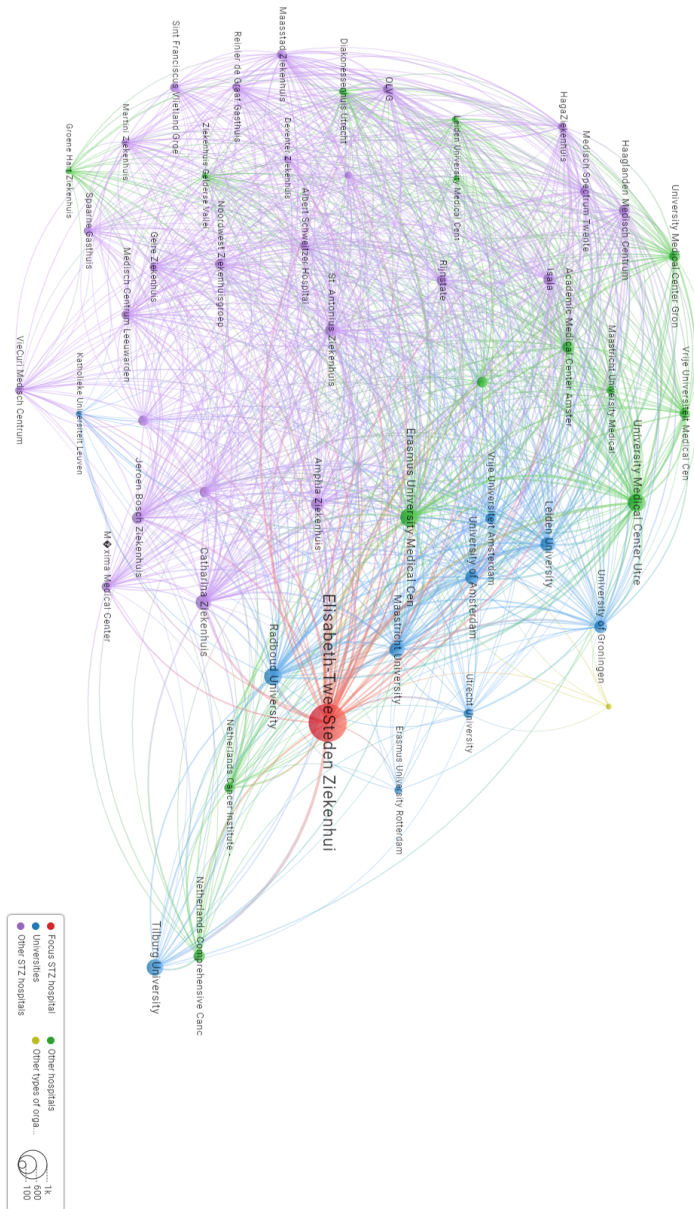 Vrije Universiteit Medical Cen
University Medical Center Gron
University Medical Center Utre
Haaglanden Medisch Centrum
Maastricht University Medical
University of Groningen
Medisch Spectrum Twente
Academic Medical Center Amster
HagaZiekenhuis
Isala
Leiden University
Vrije Universiteit Amsterdam
University of Amsterdam
Utrecht University
Leiden University Medical Cent
Rijnstate
Erasmus University Medical Cen
Erasmus University Rotterdam
Maastricht University
OLVG
Diakonessenhuis Utrecht
St. Antonius Ziekenhuis
Elisabeth-TweeSteden Ziekenhui
Amphia Ziekenhuis
Albert Schweitzer Hospital
Deventer Ziekenhuis
Maasstad Ziekenhuis
Radboud University
Reinier de Graaf Gasthuis
Netherlands Cancer Institute -
Noordwest Ziekenhuisgroep -
Ziekenhuis Gelderse Vallei
Catharina Ziekenhuis
Netherlands Comprehensive Canc
Sint Franciscus Vlietland Groe
Tilburg University
Gelre Ziekenhuis
Jeroen Bosch Ziekenhuis
Medisch Centrum Leeuwarden
Martini Ziekenhuis
M�xima Medical Center
Spaarne Gasthuis
Katholieke Universiteit Leuven
Groene Hart Ziekenhuis
VieCuri Medisch Centrum
Focus STZ hospital
Universities
Other STZ hospitals
Other hospitals
Other types of orga...
1k
600
100